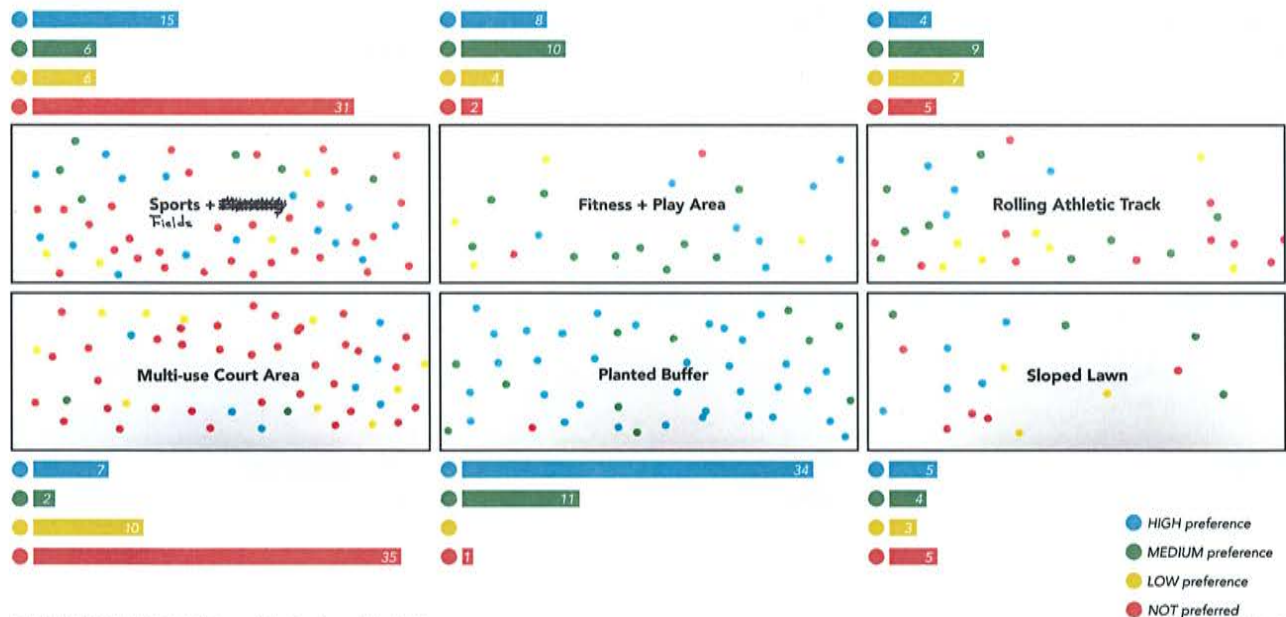 15
6
6
31
8
10
4
2
4
9
7
5
Sports +
Fields
Fitness + Play Area
Rolling Athletic Track
Multi-use Court Area
Planted Buffer
Sloped Lawn
7
2
10
35
34
11
1
5
4
3
5
HIGH preference
MEDIUM preference
LOW preference
NOT preferred